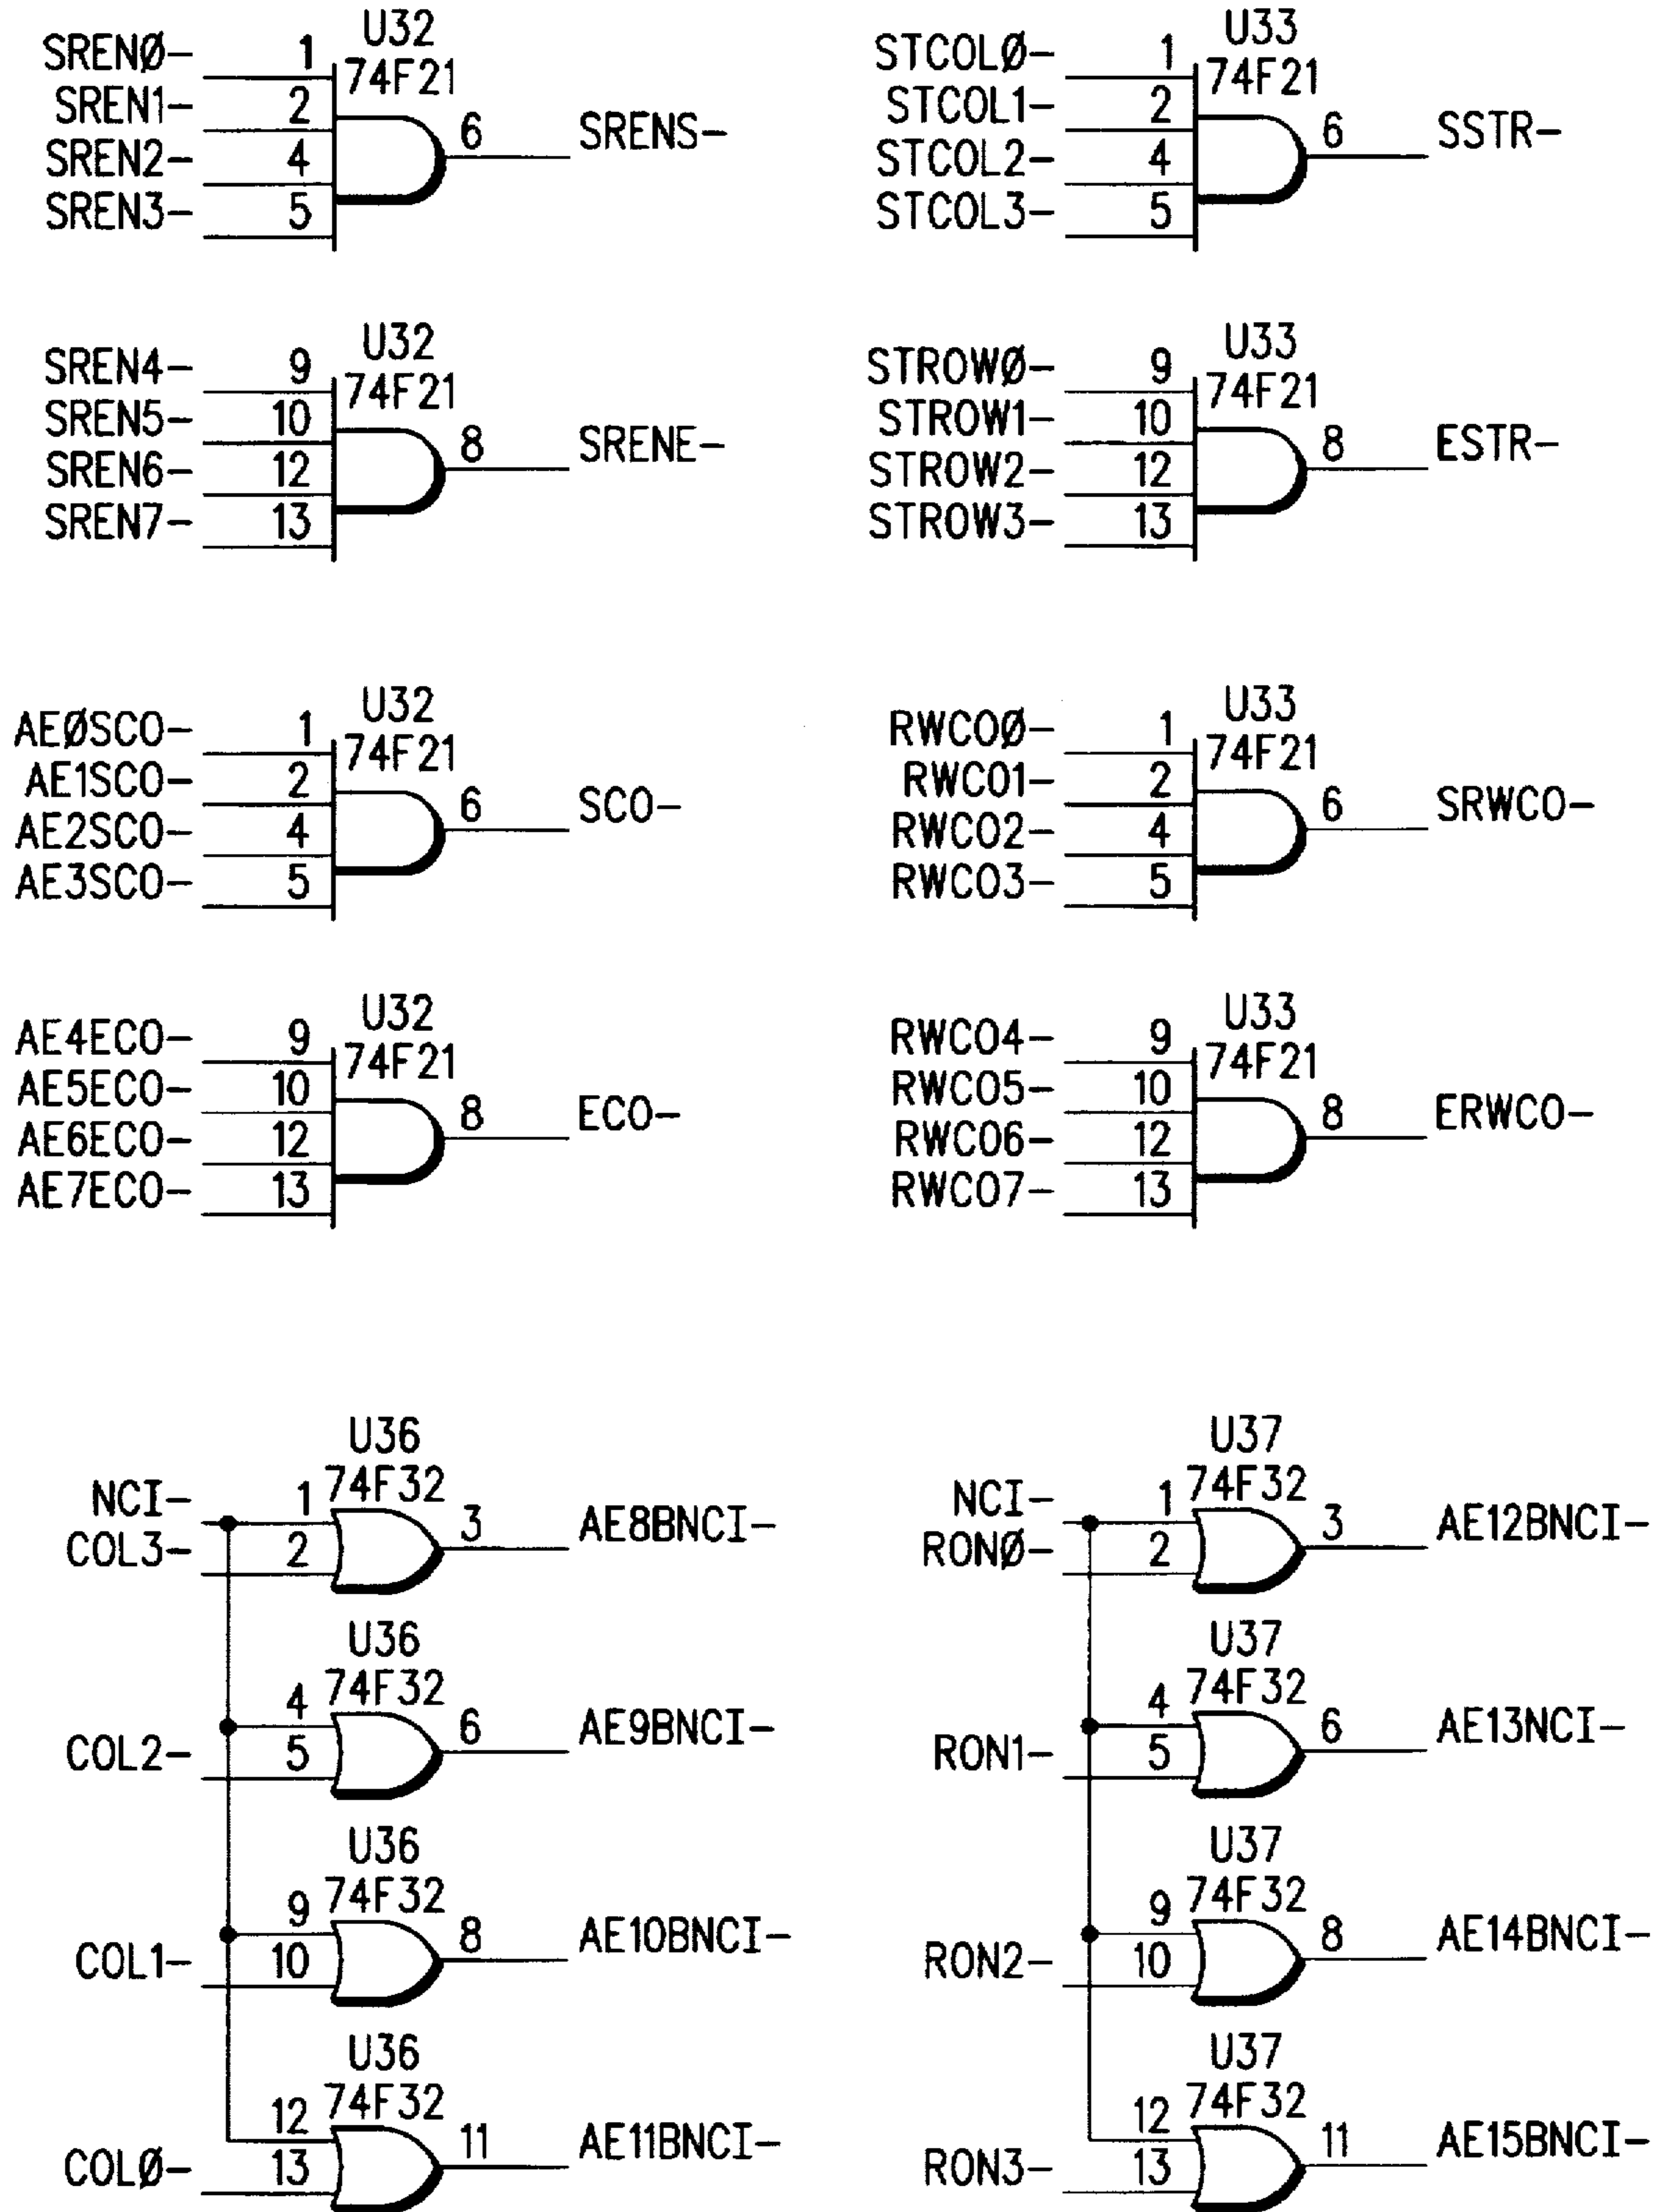 U32
74F21
SRENØ- 1
SREN1- 2
SREN2- 4
SREN3- 5
6 SRENS-
U33
74F21
STCOLØ- 1
STCOL1- 2
STCOL2- 4
STCOL3- 5
6 SSTR-
U32
74F21
SREN4- 9
SREN5- 10
SREN6- 12
SREN7- 13
8 SRENE-
U33
74F21
STROWØ- 9
STROW1- 10
STROW2- 12
STROW3- 13
8 ESTR-
U32
74F21
AEØSCO- 1
AE1SCO- 2
AE2SCO- 4
AE3SCO- 5
6 SCO-
U33
74F21
RWCOØ- 1
RWCO1- 2
RWCO2- 4
RWCO3- 5
6 SRWCO-
U32
74F21
AE4ECO- 9
AE5ECO- 10
AE6ECO- 12
AE7ECO- 13
8 ECO-
U33
74F21
RWCO4- 9
RWCO5- 10
RWCO6- 12
RWCO7- 13
8 ERWCO-
U36
74F32
NCI- 1
COL3- 2
3 AE8BNCI-
U36
74F32
4
COL2- 5
6 AE9BNCI-
U36
74F32
9
COL1- 10
8 AE10BNCI-
U36
74F32
12
COLØ- 13
11 AE11BNCI-
U37
74F32
NCI- 1
RONØ- 2
3 AE12BNCI-
U37
74F32
4
RON1- 5
6 AE13NCI-
U37
74F32
9
RON2- 10
8 AE14BNCI-
U37
74F32
12
RON3- 13
11 AE15BNCI-